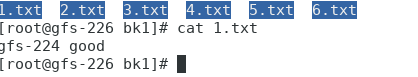 1.txt  2.txt  3.txt  4.txt  5.txt  6.txt
[root@gfs-226 bk1]# cat 1.txt
gfs-224 good
[root@gfs-226 bk1]#